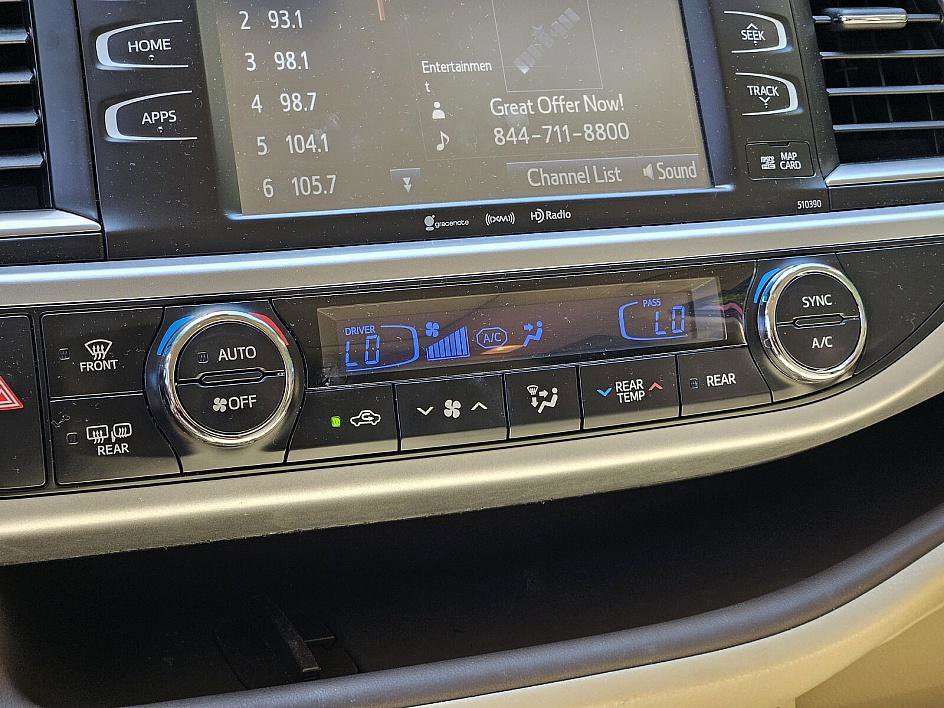 HOME
APPS
2 93.1
3 98.1
4 98.7
5 104.1
6 105.7
Entertainmen
t
Great Offer Now!
844-711-8800
Channel List
Sound
SEEK
TRACK
MAP
CARD
gracenote
((XM))
HD Radio
510390
FRONT
REAR
AUTO
OFF
DRIVER
LO
A/C
PASS
LO
REAR
TEMP
REAR
SYNC
A/C